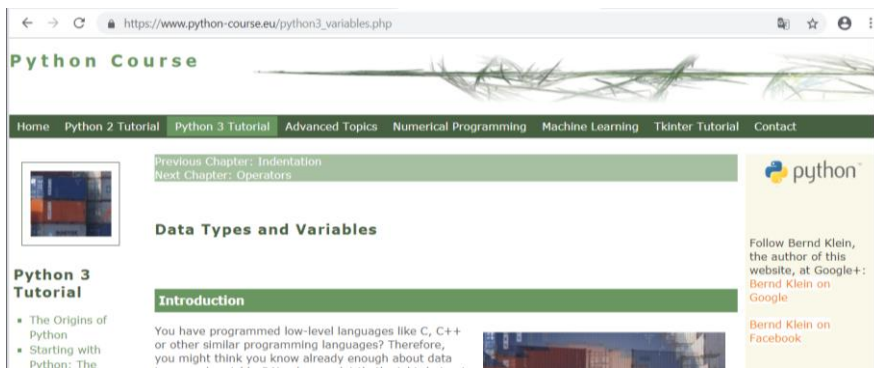 https://www.python-course.eu/python3_variables.php
Python Course
Home Python 2 Tutorial Python 3 Tutorial Advanced Topics Numerical Programming Machine Learning Tkinter Tutorial Contact
Previous Chapter: Indentation
Next Chapter: Operators
Data Types and Variables
Python 3
Tutorial
The Origins of
Python
Starting with
Python: The
Introduction
You have programmed low-level languages like C, C++
or other similar programming languages? Therefore,
you might think you know already enough about data
python
Follow Bernd Klein,
the author of this
website, at Google+:
Bernd Klein on
Google
Bernd Klein on
Facebook